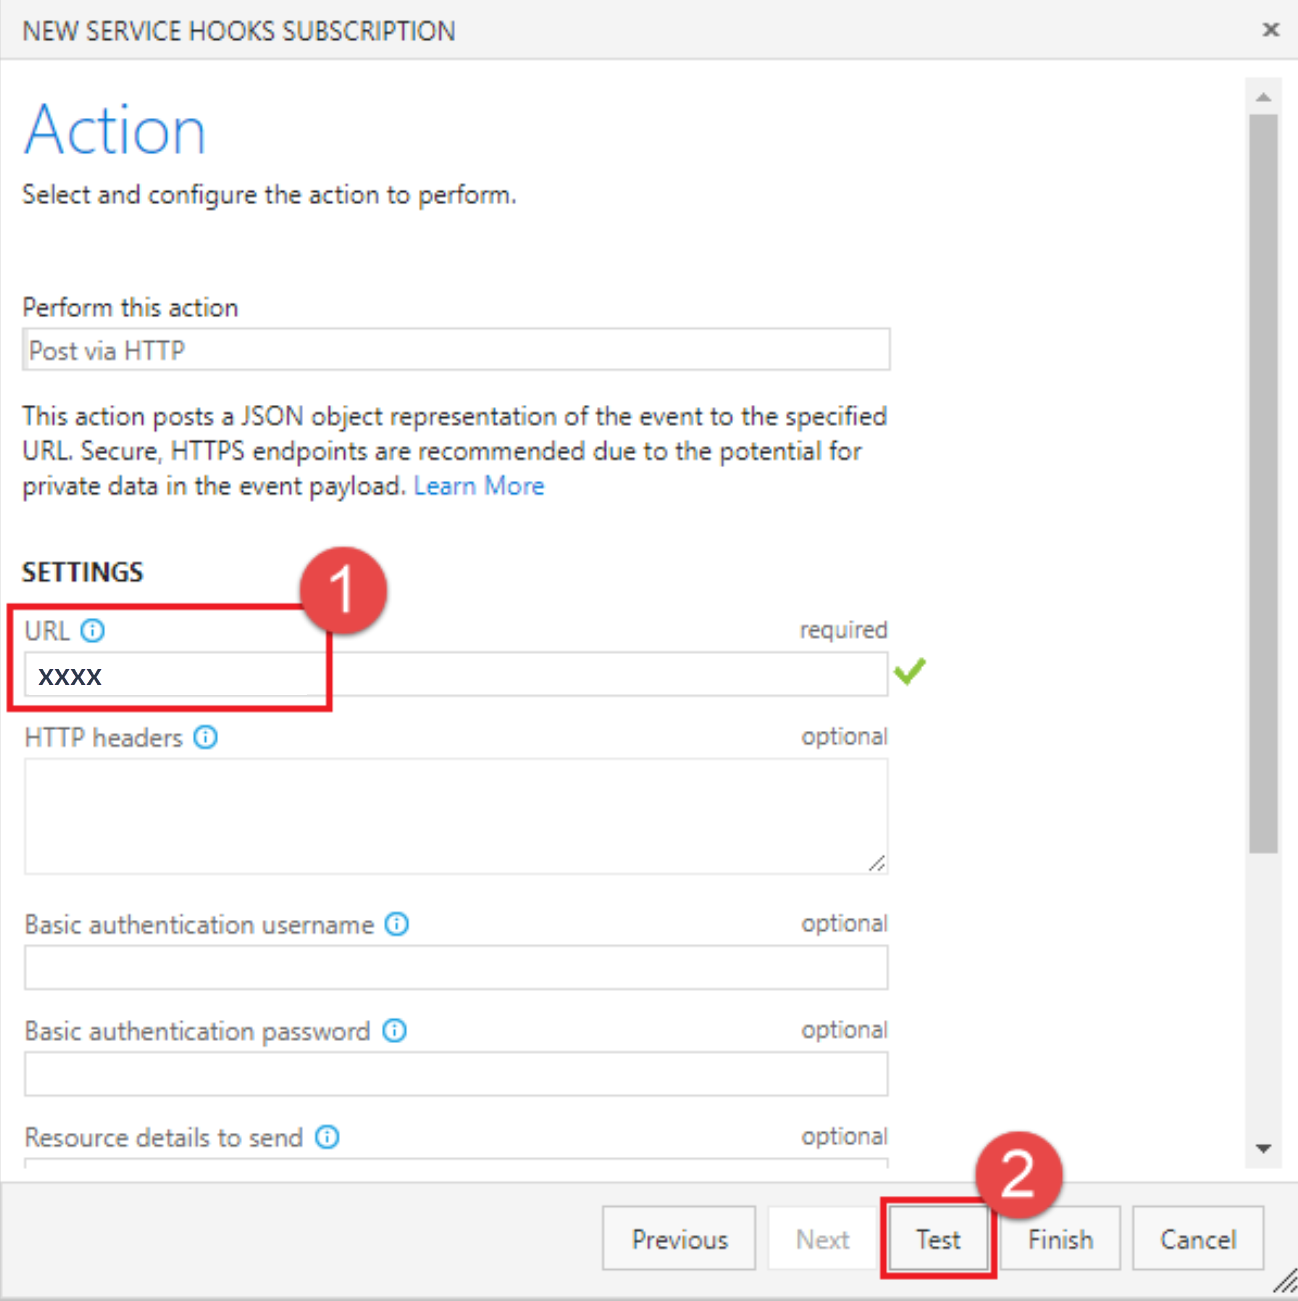 NEW SERVICE HOOKS SUBSCRIPTION
Action
Select and configure the action to perform.
Perform this action
Post via HTTP
This action posts a JSON object representation of the event to the specified
URL. Secure, HTTPS endpoints are recommended due to the potential for
private data in the event payload. Learn More
SETTINGS
1
URL required
xxxx
HTTP headers optional
Basic authentication username optional
Basic authentication password optional
Resource details to send optional
2
Previous Next Test Finish Cancel